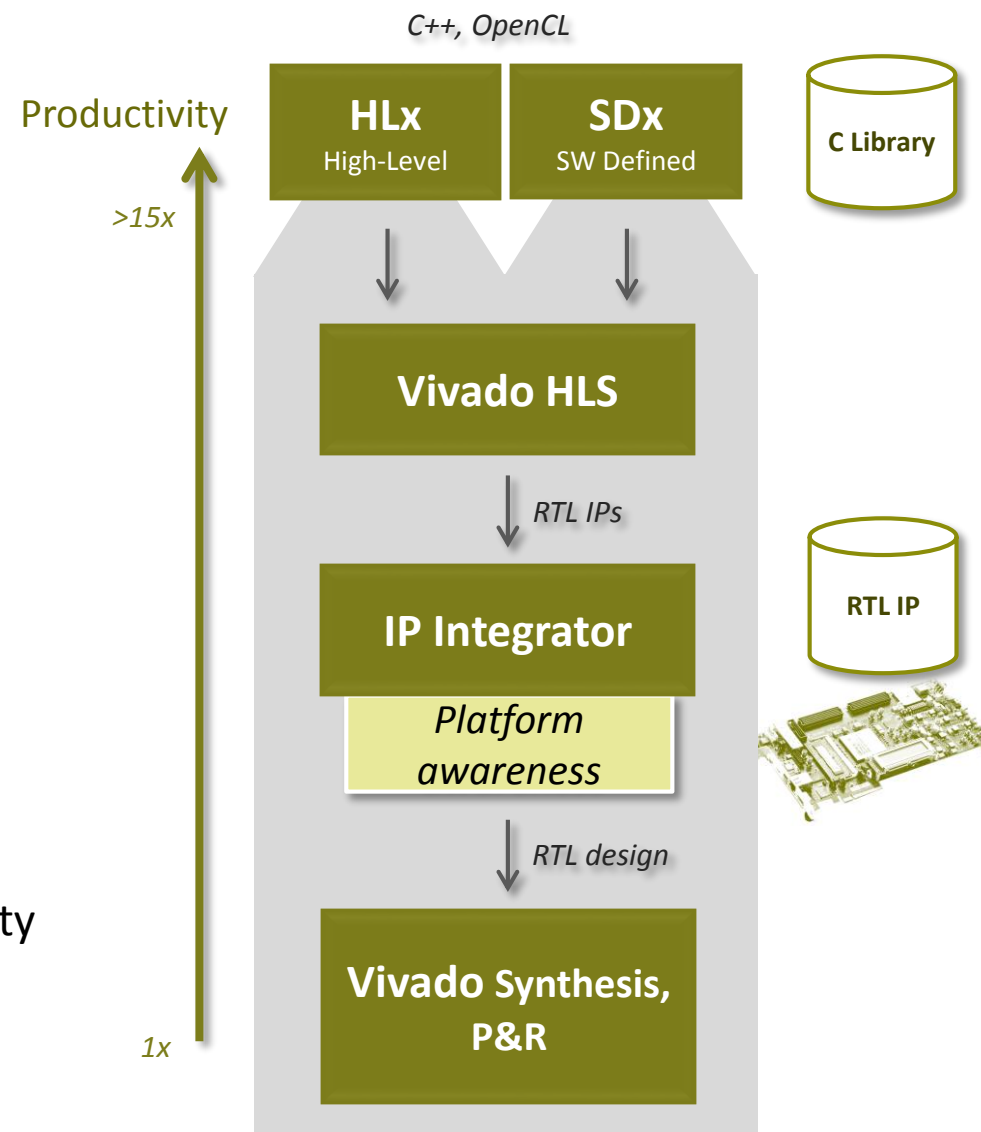 C++, OpenCL
Productivity
HLx
High-Level
SDx
SW Defined
C Library
>15x
Vivado HLS
RTL IPs
RTL IP
IP Integrator
Platform
awareness
RTL design
ty
Vivado Synthesis,
P&R
1x